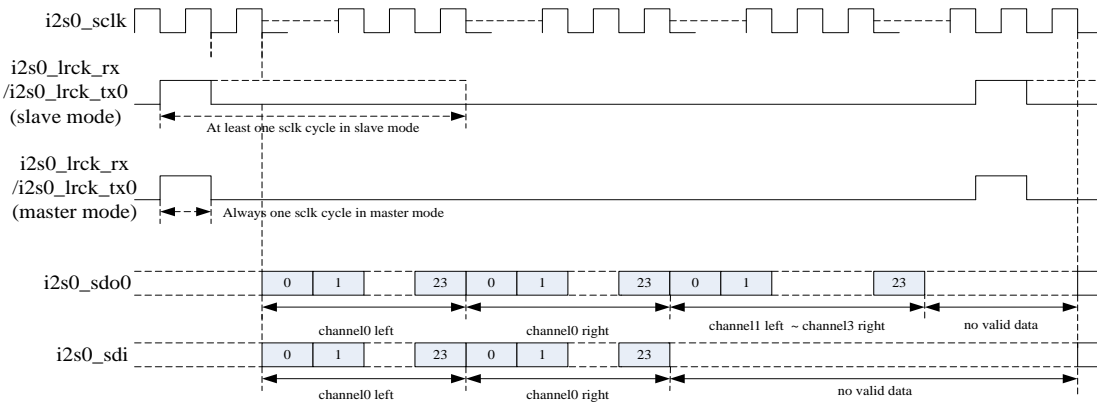 i2s0_sclk
i2s0_lrck_rx
/i2s0_lrck_tx0
(slave mode)
At least one sclk cycle in slave mode
i2s0_lrck_rx
/i2s0_lrck_tx0
(master mode)
Always one sclk cycle in master mode
i2s0_sdo0 0 1 23 0 1 23 0 1 23
channel0 left channel0 right channel1 left ~ channel3 right no valid data
i2s0_sdi 0 1 23 0 1 23
channel0 left channel0 right no valid data